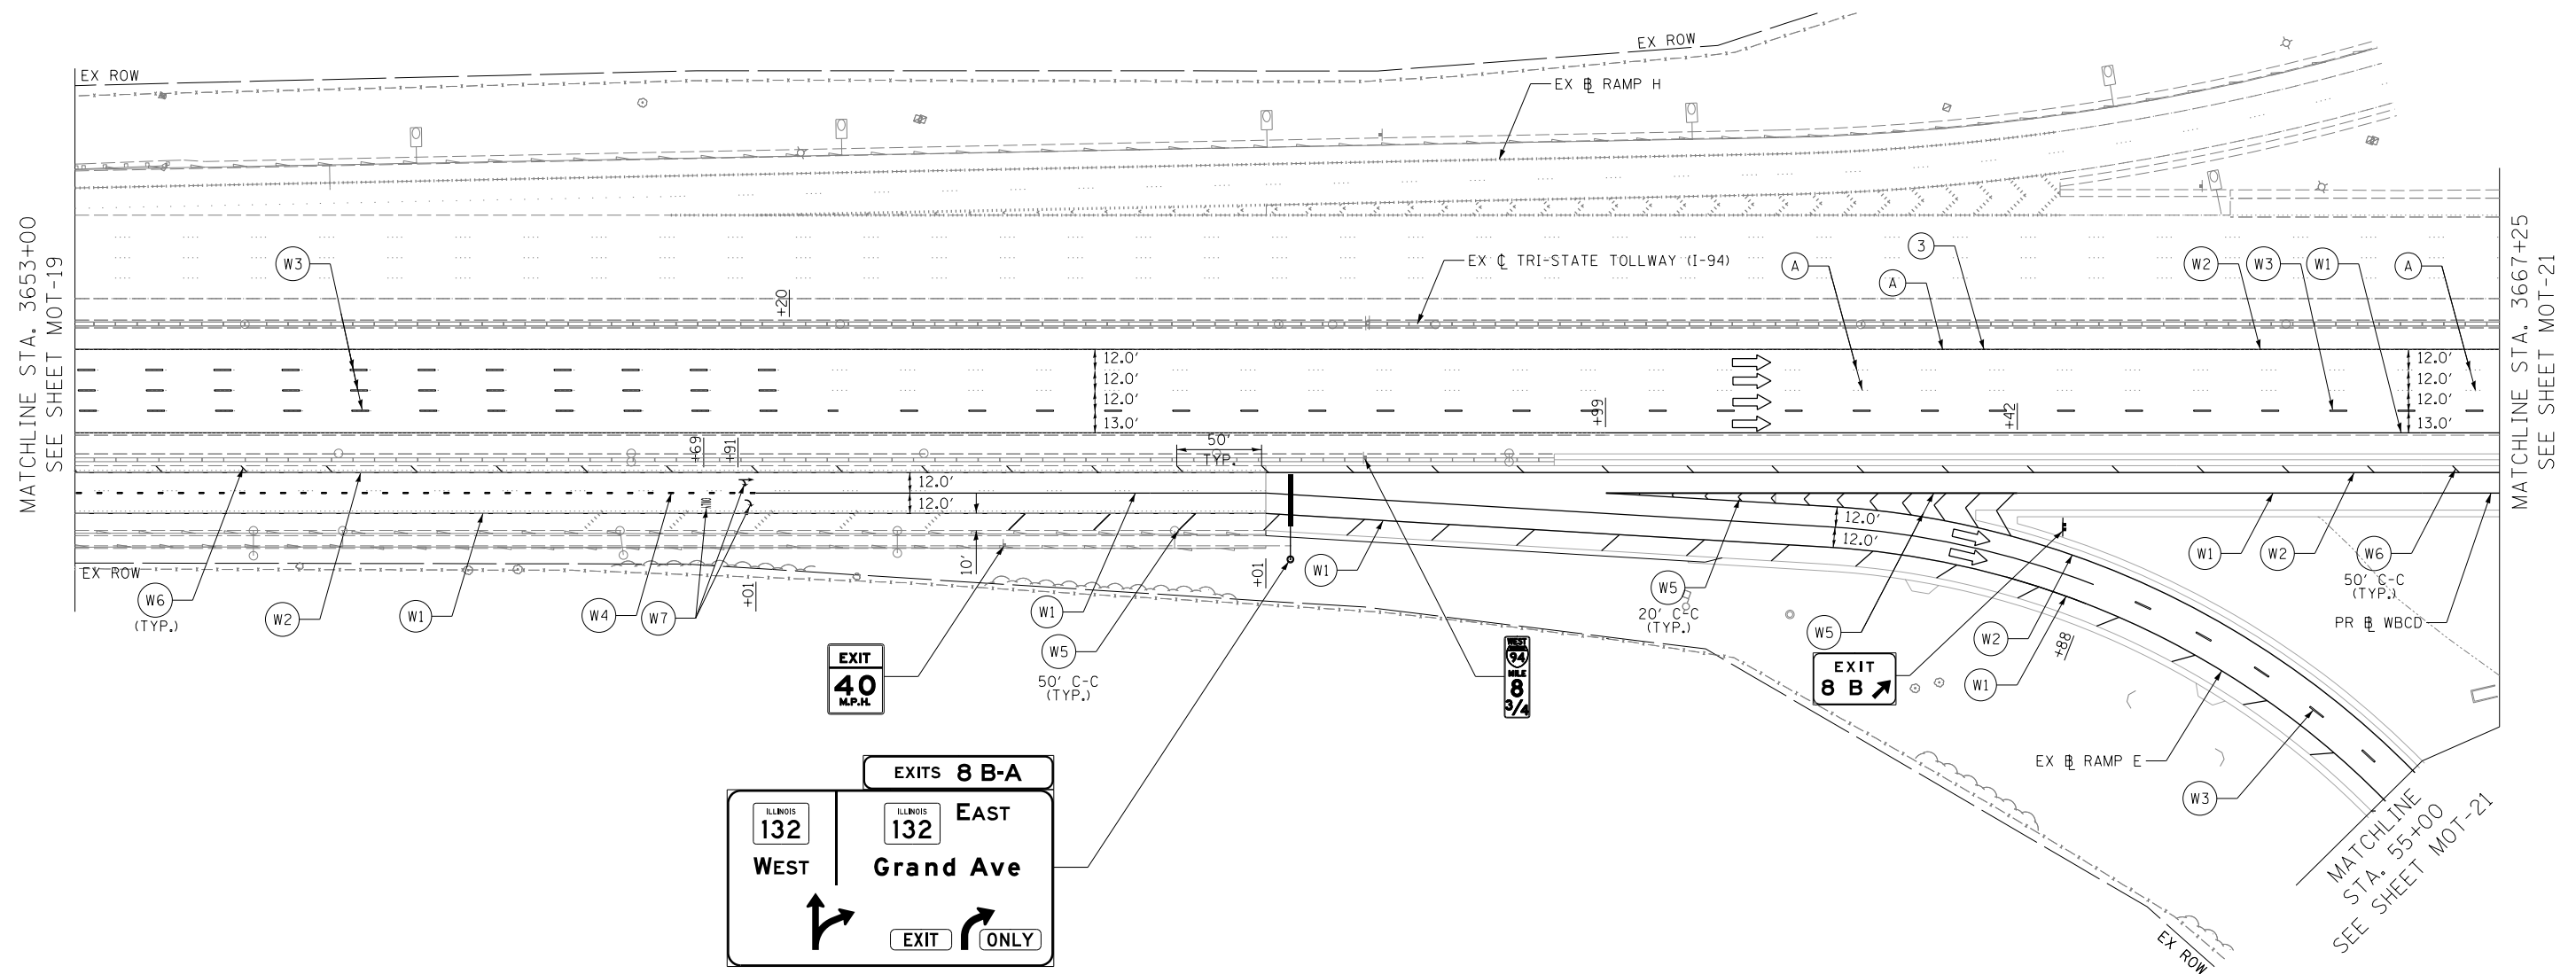 EX ROW
EX ROW
EX ℄ RAMP H
MATCHLINE STA. 3653+00
SEE SHEET MOT-19
MATCHLINE STA. 3667+25
SEE SHEET MOT-21
W3
EX ℄ TRI-STATE TOLLWAY (I-94)
A
A
3
W2
W3
W1
A
+20
12.0'
12.0'
12.0'
13.0'
12.0'
12.0'
12.0'
13.0'
+99
+42
+69
+91
50'
TYP.
12.0'
12.0'
12.0'
12.0'
10'
+01
+01
EX ROW
W6
(TYP.)
W2
W1
W4
W7
W1
W5
50' C-C
(TYP.)
W1
W5
20' C-C
(TYP.)
W5
W2
W1
+88
W1
W2
W6
50' C-C
(TYP.)
PR ℄ WBCD
EXIT
40
M.P.H.
WEST
94
MILE
8
3/4
EXIT
8 B
EX ℄ RAMP E
W3
EXITS 8 B-A
ILLINOIS
132
WEST
ILLINOIS
132
EAST
Grand Ave
EXIT
ONLY
MATCHLINE
STA. 55+00
SEE SHEET MOT-21
EX ROW